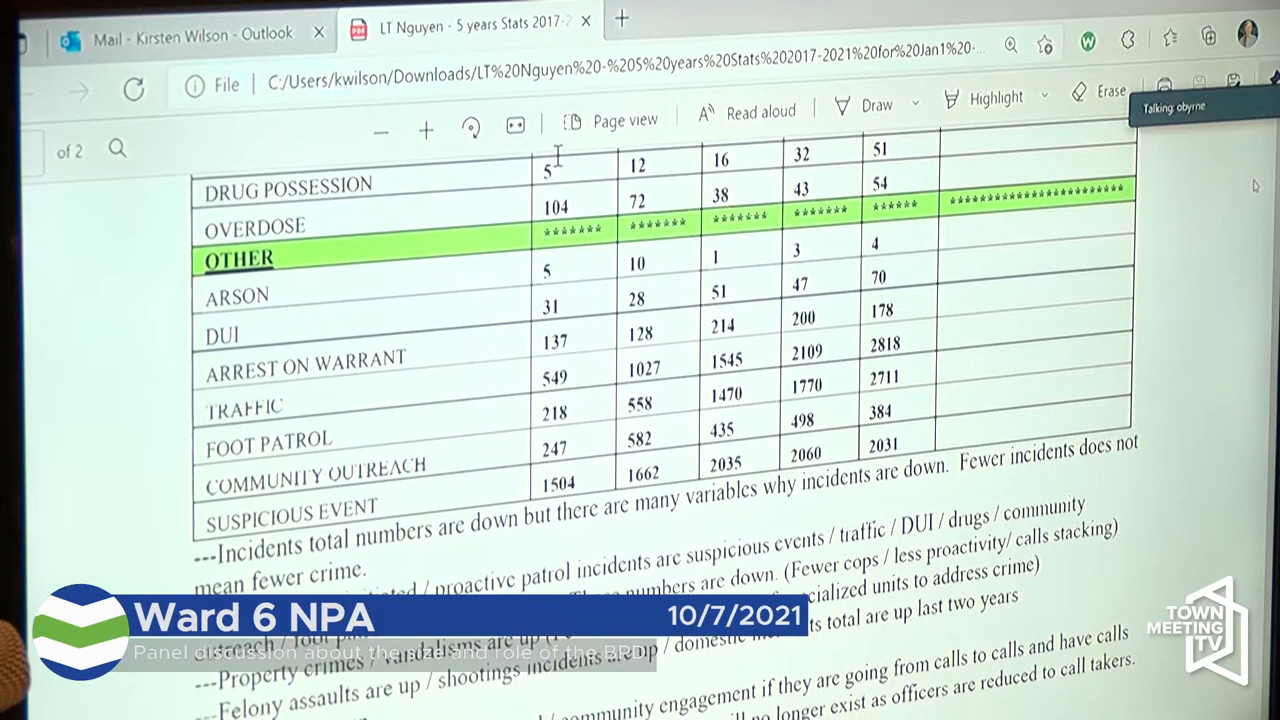 Mail - Kirsten Wilson - Outlook
LT Nguyen - 5 years Stats 2017-2
File
C:/Users/kwilson/Downloads/LT%20Nguyen%20-%205%20years%20Stats%202017-2021%20for%20Jan1%20-...
of 2
Page view
Read aloud
Draw
Highlight
Erase
Talking: obyrne
DRUG POSSESSION 5 12 16 32 51
OVERDOSE 104 72 38 43 54
OTHER ******* ******* ******* ******* ****** ************************
ARSON 5 10 1 3 4
DUI 31 28 51 47 70
ARREST ON WARRANT 137 128 214 200 178
TRAFFIC 549 1027 1545 2109 2818
FOOT PATROL 218 558 1470 1770 2711
COMMUNITY OUTREACH 247 582 435 498 384
SUSPICIOUS EVENT 1504 1662 2035 2060 2031
---Incidents total numbers are down but there are many variables why incidents are down. Fewer incidents does not
mean fewer crime.
/ proactive patrol incidents are suspicious events / traffic / DUI / drugs / community
numbers are down. (Fewer cops / less proactivity/ calls stacking)
---Property crimes / vandalisms are up
---Felony assaults are up / shootings incidents are up / domestic total are up last two years
community engagement if they are going from calls to calls and have calls
no longer exist as officers are reduced to call takers.
Ward 6 NPA
10/7/2021
Panel discussion about the size and role of the BPD
TOWN
MEETING
TV